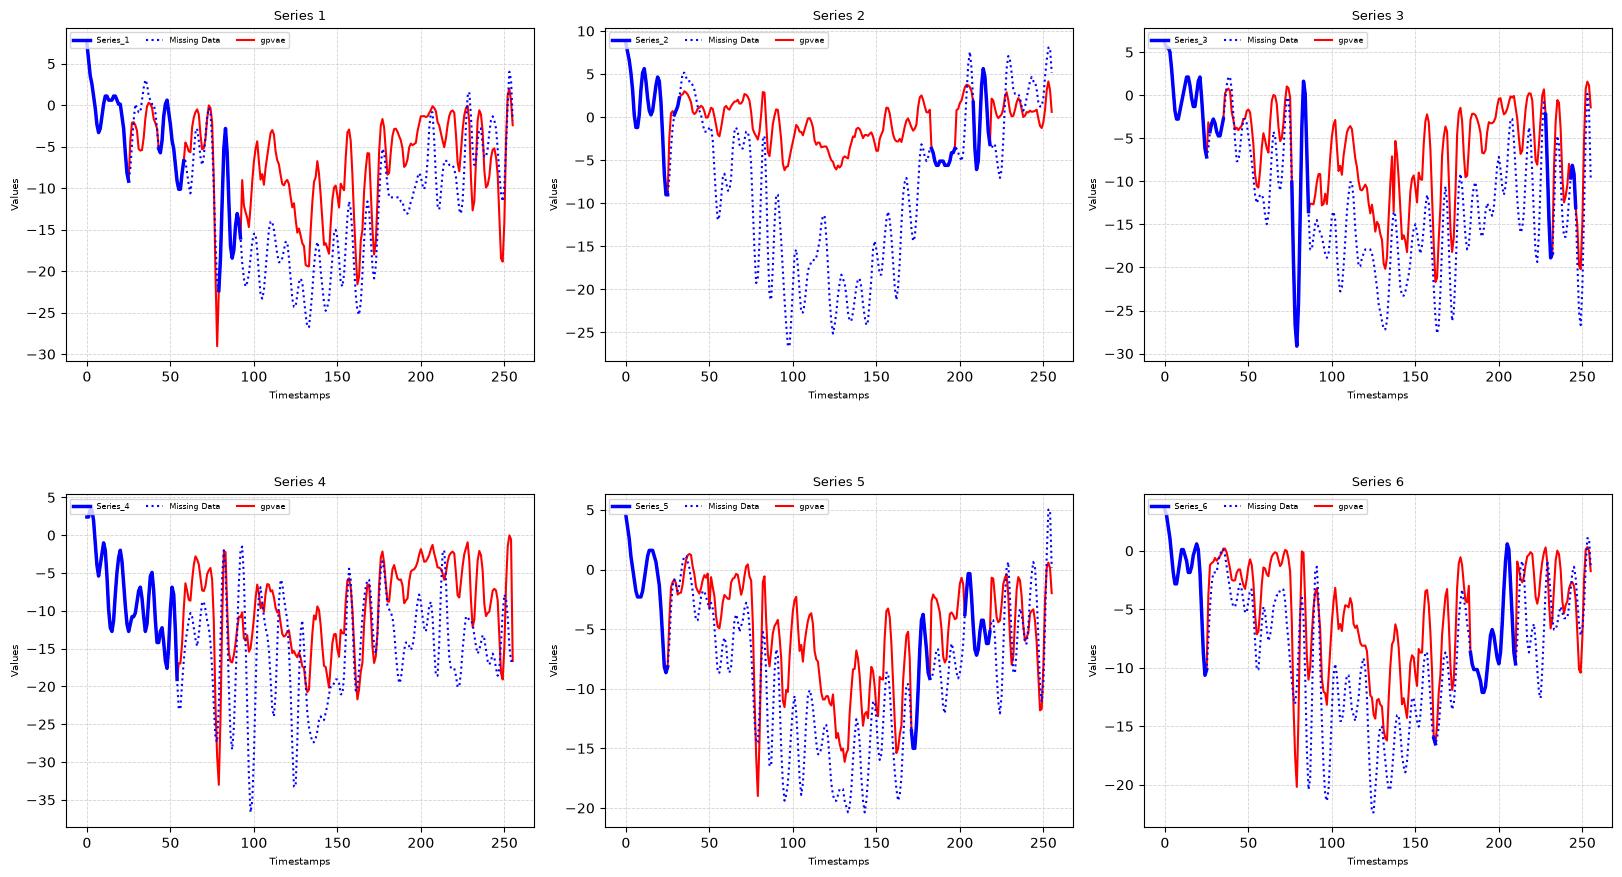 Series 1
Series_1 Missing Data gpvae
Values
5
0
−5
−10
−15
−20
−25
−30
0 50 100 150 200 250
Timestamps
Series 2
Series_2 Missing Data gpvae
Values
10
5
0
−5
−10
−15
−20
−25
0 50 100 150 200 250
Timestamps
Series 3
Series_3 Missing Data gpvae
Values
5
0
−5
−10
−15
−20
−25
−30
0 50 100 150 200 250
Timestamps
Series 4
Series_4 Missing Data gpvae
Values
5
0
−5
−10
−15
−20
−25
−30
−35
0 50 100 150 200 250
Timestamps
Series 5
Series_5 Missing Data gpvae
Values
5
0
−5
−10
−15
−20
0 50 100 150 200 250
Timestamps
Series 6
Series_6 Missing Data gpvae
Values
0
−5
−10
−15
−20
0 50 100 150 200 250
Timestamps